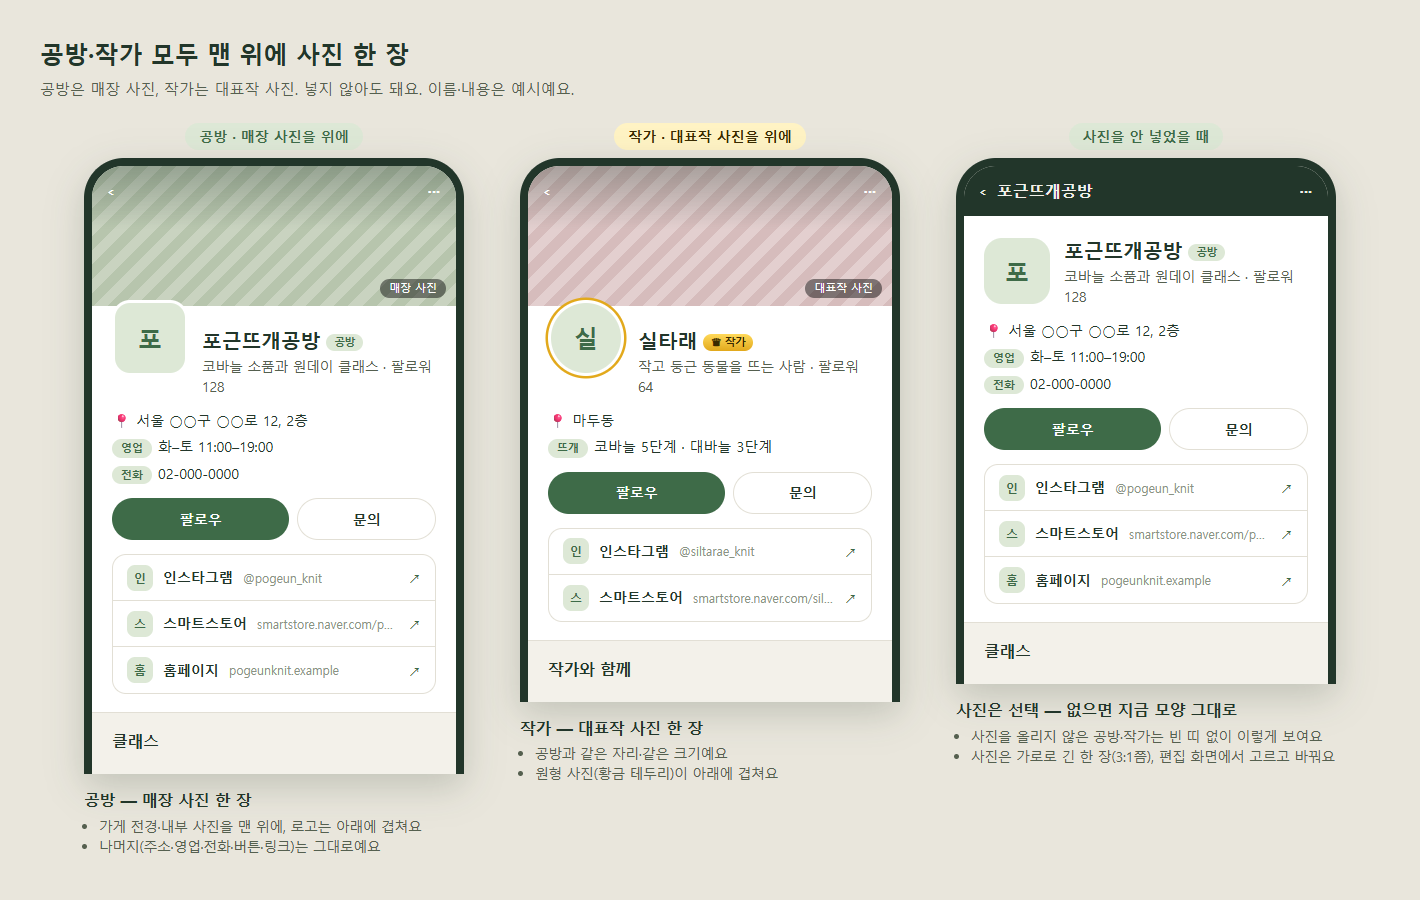 공방·작가 모두 맨 위에 사진 한 장
공방은 매장 사진, 작가는 대표작 사진. 넣지 않아도 돼요. 이름·내용은 예시예요.
공방 · 매장 사진을 위에
<
···
매장 사진
포
포근뜨개공방 공방
코바늘 소품과 원데이 클래스 · 팔로워
128
📍 서울 ○○구 ○○로 12, 2층
영업 화–토 11:00–19:00
전화 02-000-0000
팔로우
문의
인 인스타그램 @pogeun_knit ↗
스 스마트스토어 smartstore.naver.com/p... ↗
홈 홈페이지 pogeunknit.example ↗
클래스
공방 — 매장 사진 한 장
• 가게 전경·내부 사진을 맨 위에, 로고는 아래에 겹쳐요
• 나머지(주소·영업·전화·버튼·링크)는 그대로예요
작가 · 대표작 사진을 위에
<
···
대표작 사진
실
실타래 ♛ 작가
작고 둥근 동물을 뜨는 사람 · 팔로워
64
📍 마두동
뜨개 코바늘 5단계 · 대바늘 3단계
팔로우
문의
인 인스타그램 @siltarae_knit ↗
스 스마트스토어 smartstore.naver.com/sil... ↗
작가와 함께
작가 — 대표작 사진 한 장
• 공방과 같은 자리·같은 크기예요
• 원형 사진(황금 테두리)이 아래에 겹쳐요
사진을 안 넣었을 때
< 포근뜨개공방 ···
포
포근뜨개공방 공방
코바늘 소품과 원데이 클래스 · 팔로워
128
📍 서울 ○○구 ○○로 12, 2층
영업 화–토 11:00–19:00
전화 02-000-0000
팔로우
문의
인 인스타그램 @pogeun_knit ↗
스 스마트스토어 smartstore.naver.com/p... ↗
홈 홈페이지 pogeunknit.example ↗
클래스
사진은 선택 — 없으면 지금 모양 그대로
• 사진을 올리지 않은 공방·작가는 빈 띠 없이 이렇게 보여요
• 사진은 가로로 긴 한 장(3:1쯤), 편집 화면에서 고르고 바꿔요